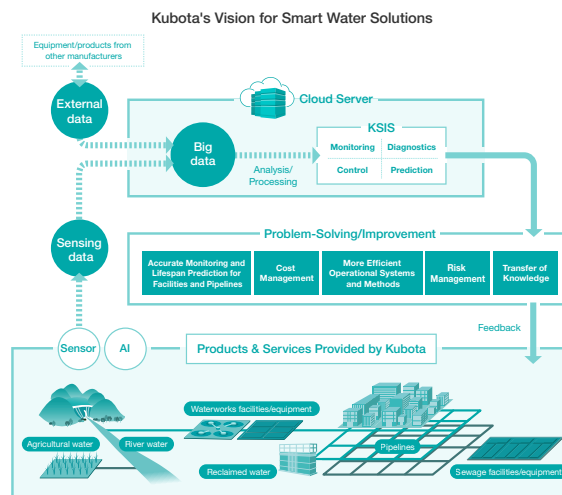 Kubota's Vision for Smart Water Solutions
Equipment/products from
other manufacturers
External
data
Cloud Server
Big
data
Analysis/
Processing
KSIS
Monitoring
Diagnostics
Control
Prediction
Sensing
data
Problem-Solving/Improvement
Accurate Monitoring and
Lifespan Prediction for
Facilities and Pipelines
Cost
Management
More Efficient
Operational Systems
and Methods
Risk
Management
Transfer of
Knowledge
Feedback
Sensor
AI
Products & Services Provided by Kubota
Waterworks facilities/equipment
Agricultural water
River water
Reclaimed water
Pipelines
Sewage facilities/equipment